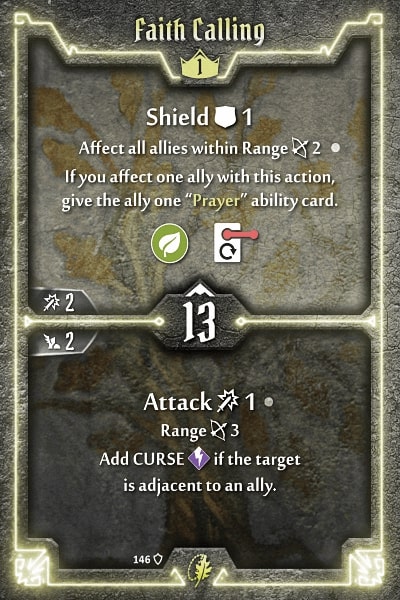 Faith Calling
1
Shield 1
Affect all allies within Range 2
If you affect one ally with this action,
give the ally one “Prayer” ability card.
2
13
2
Attack 1
Range 3
Add CURSE if the target
is adjacent to an ally.
146